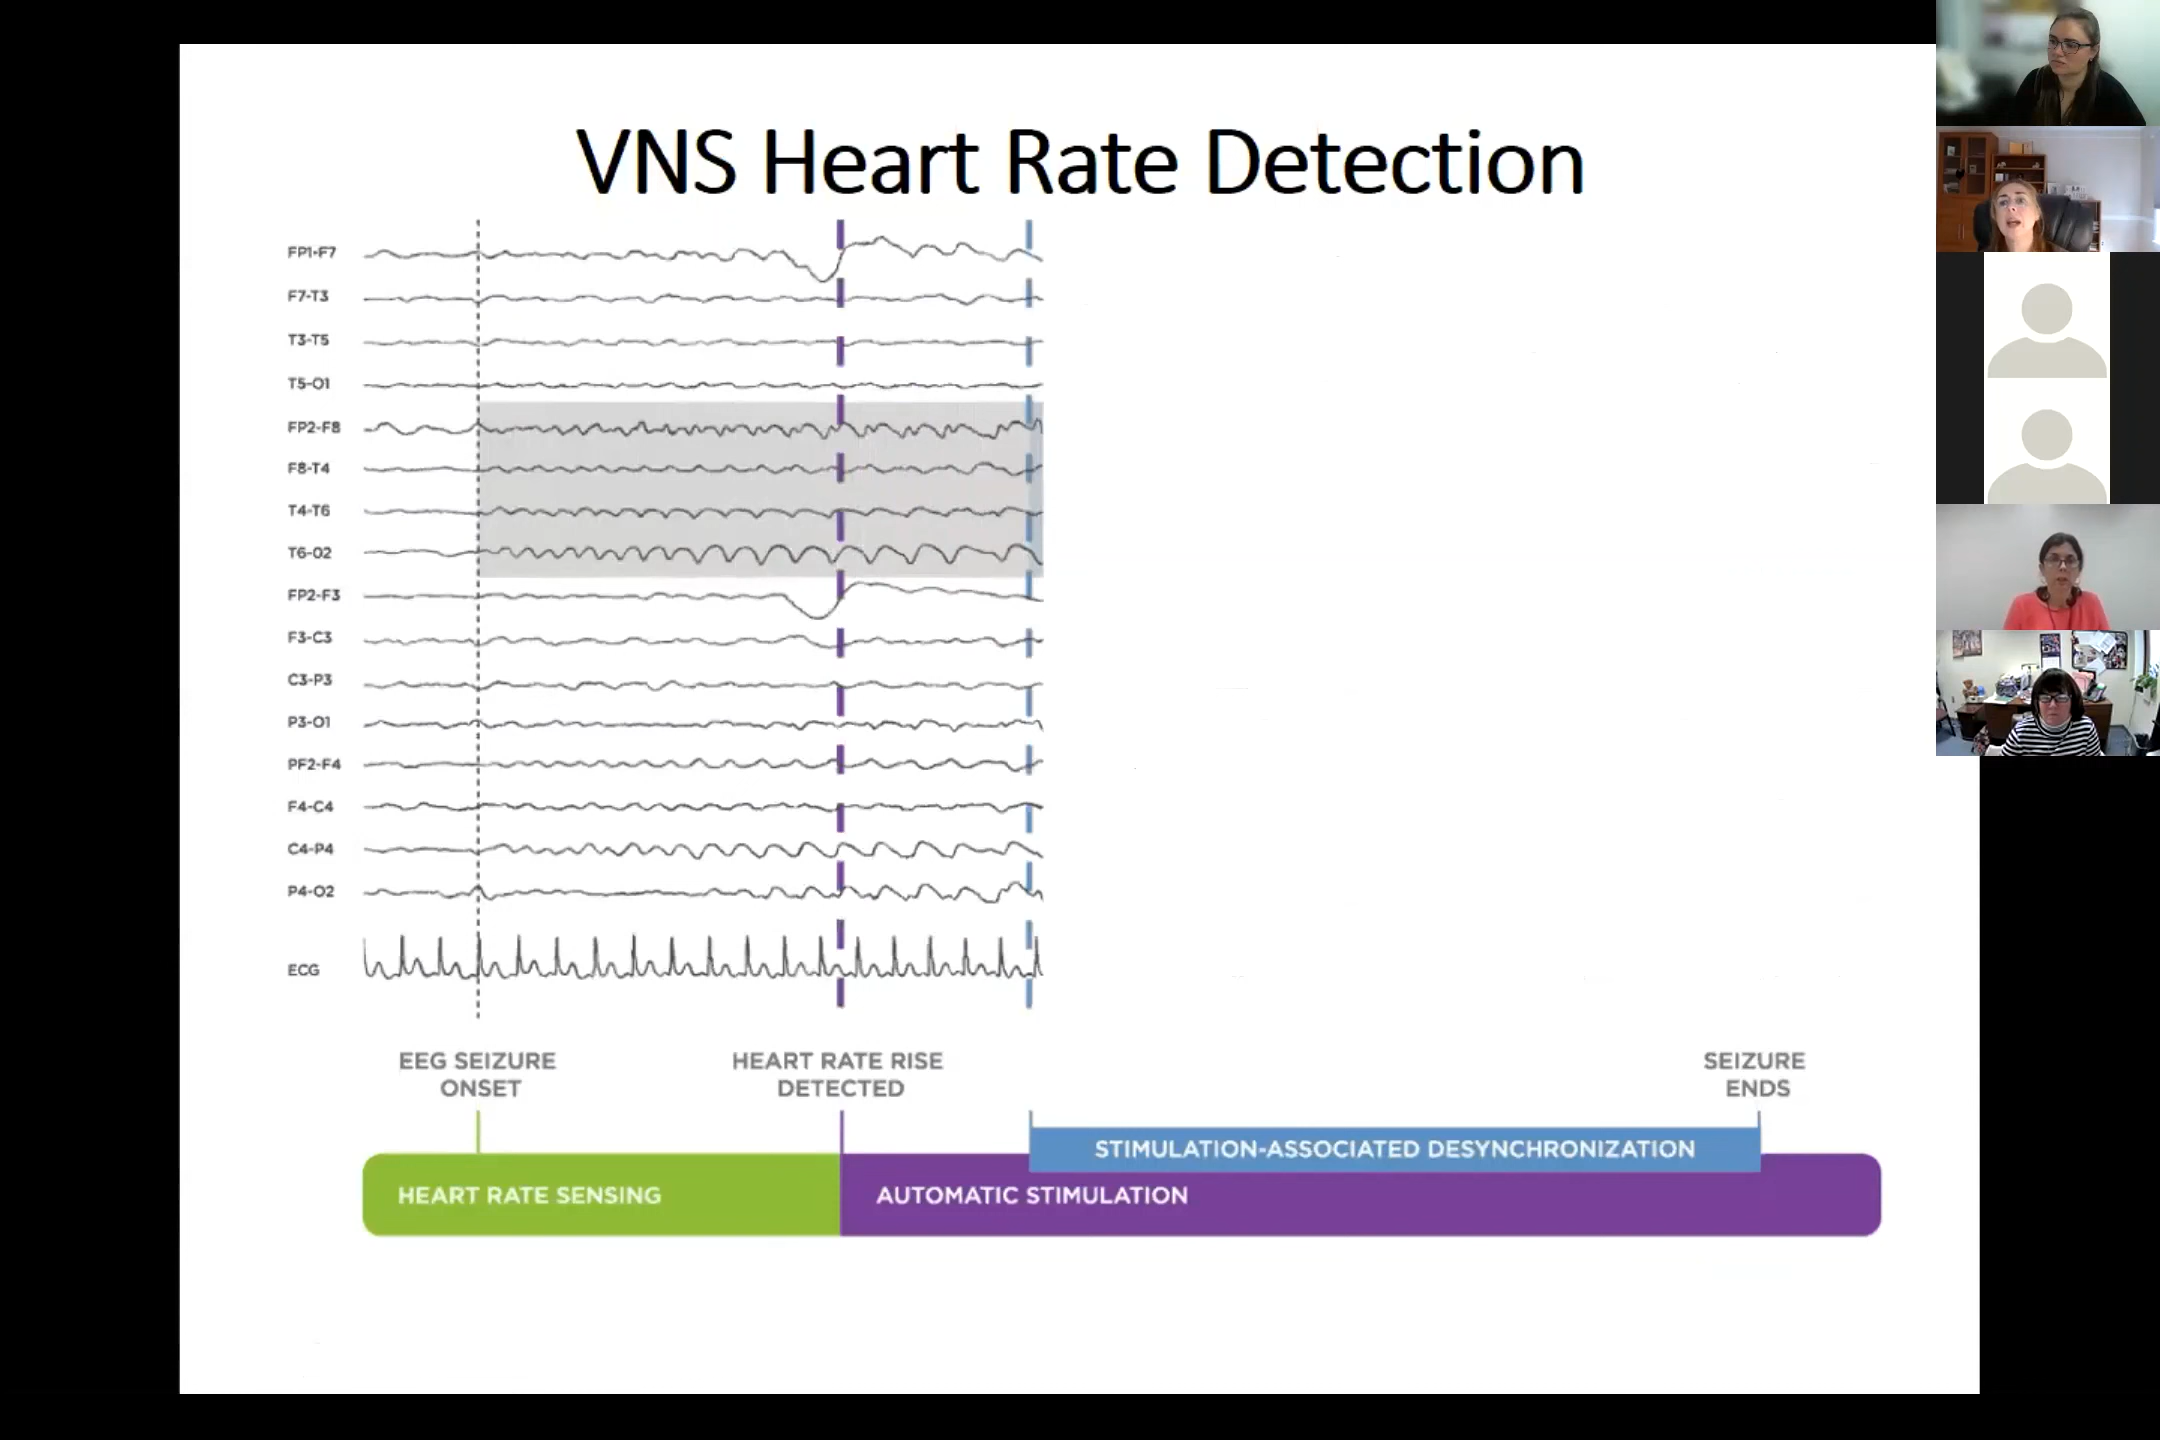 VNS Heart Rate Detection
FP1-F7
F7-T3
T3-T5
T5-O1
FP2-F8
F8-T4
T4-T6
T6-02
FP2-F3
F3-C3
C3-P3
P3-O1
PF2-F4
F4-C4
C4-P4
P4-O2
ECG
EEG SEIZURE
ONSET
HEART RATE RISE
DETECTED
SEIZURE
ENDS
STIMULATION-ASSOCIATED DESYNCHRONIZATION
HEART RATE SENSING
AUTOMATIC STIMULATION